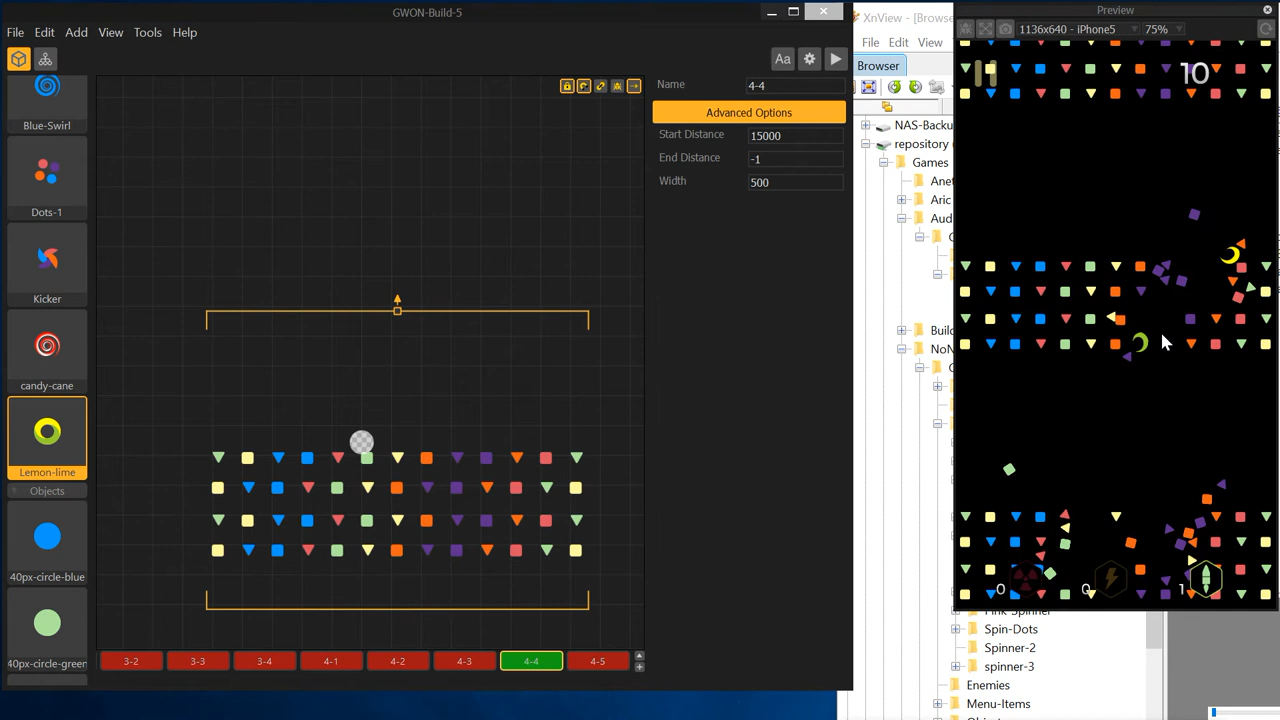 GWON-Build-5
File Edit Add View To Help
Aa
Blue-Swirl
Dots-1
Kicker
candy-cane
Lemon-lime
Objects
40px-circle-blue
40px-circle-green
Name 4-4
Advanced Options
Start Distance 15000
End Distance -1
Width 500
3-2 3-3 3-4 4-1 4-2 4-3 4-4 4-5
XnView - [Brows
File Edit View
Browser
NAS-Backu
repository (
Games
Anet
Aric
Aud
C
Build
NoN
C
Spin-Dots
Spinner-2
spinner-3
Enemies
Menu-Items
Preview
1136x640 - iPhone5 75%
10
0 0 1